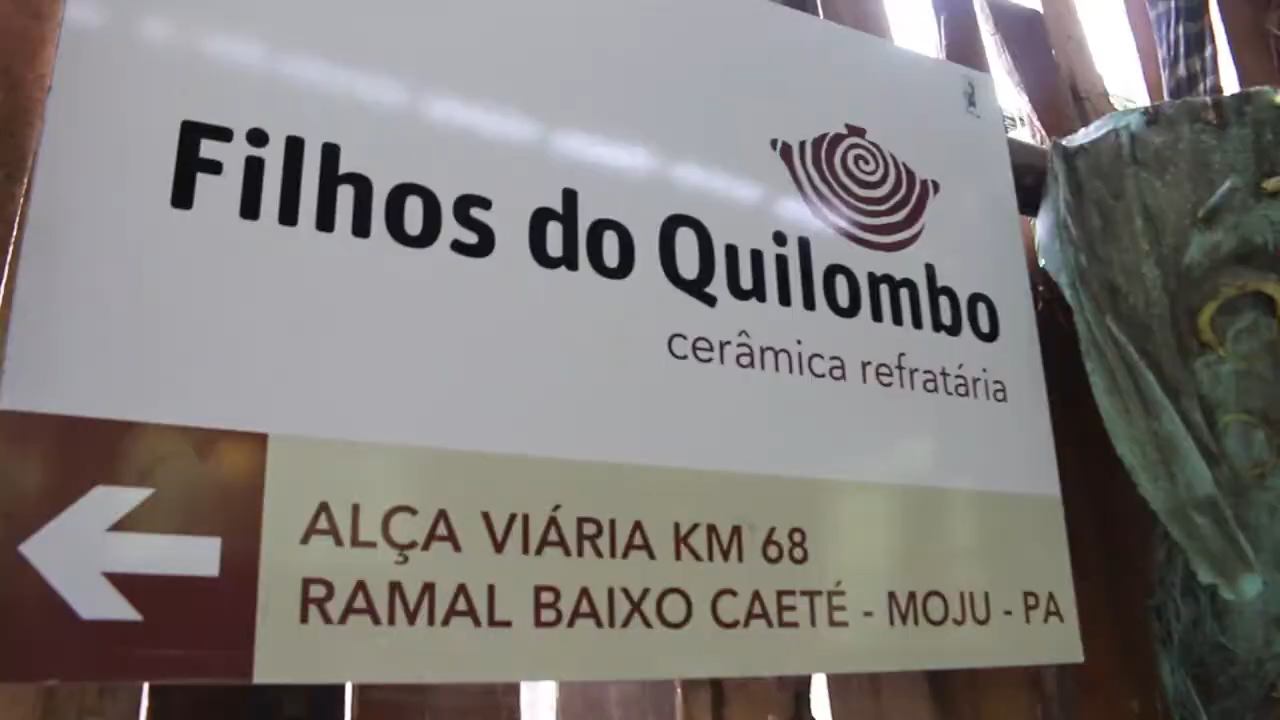 Filhos do Quilombo
cerâmica refratária
ALÇA VIÁRIA KM 68
RAMAL BAIXO CAETÉ - MOJU - PA